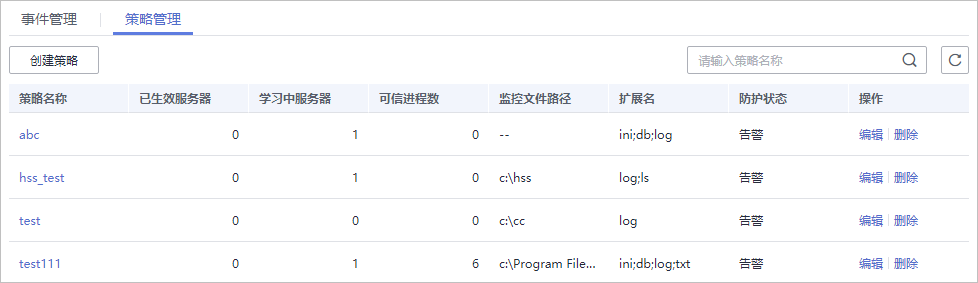 事件管理 策略管理
创建策略 请输入策略名称
策略名称 已生效服务器 学习中服务器 可信进程数 监控文件路径 扩展名 防护状态 操作
abc 0 1 0 -- ini;db;log 告警 编辑 删除
hss_test 0 1 0 c:\hss log;ls 告警 编辑 删除
test 0 0 0 c:\cc log 告警 编辑 删除
test111 0 1 6 c:\Program File... ini;db;log;txt 告警 编辑 删除